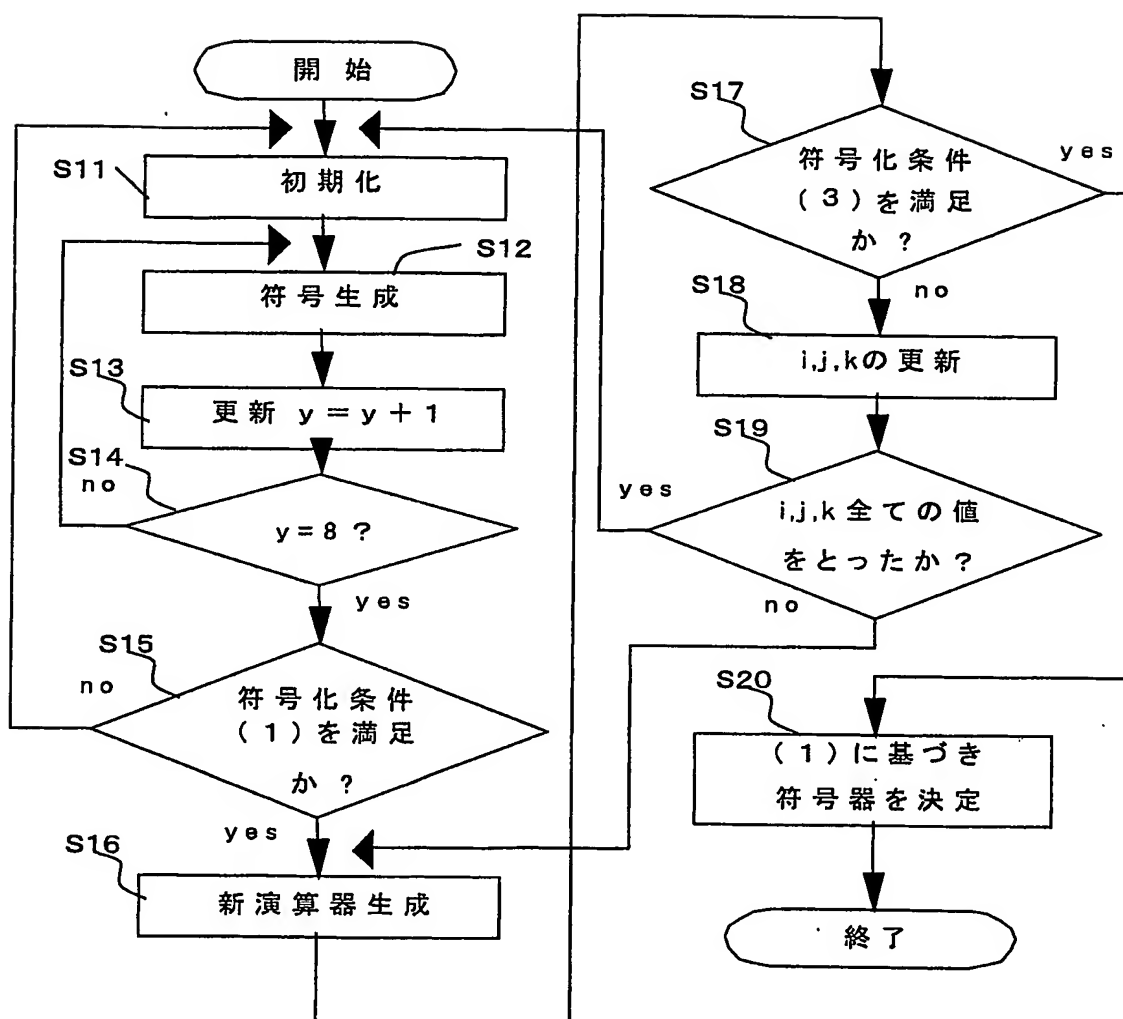 開始
S11
初期化
S12
符号生成
S13
更新 y＝y＋1
S14
no
y=8？
yes
S15
no
符号化条件
(1)を満足
か？
yes
S16
新演算器生成
S17
符号化条件
(3)を満足
か？
yes
no
S18
i,j,kの更新
S19
yes
i,j,k全ての値
をとったか？
no
S20
(1)に基づき
符号器を決定
終了